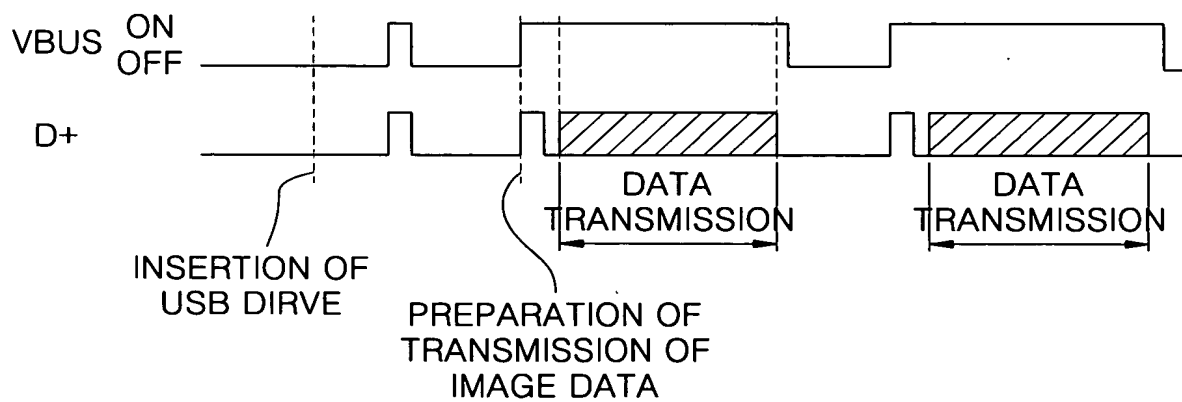 VBUS ON
OFF
D+
DATA
TRANSMISSION
DATA
TRANSMISSION
INSERTION OF
USB DIRVE
PREPARATION OF
TRANSMISSION OF
IMAGE DATA